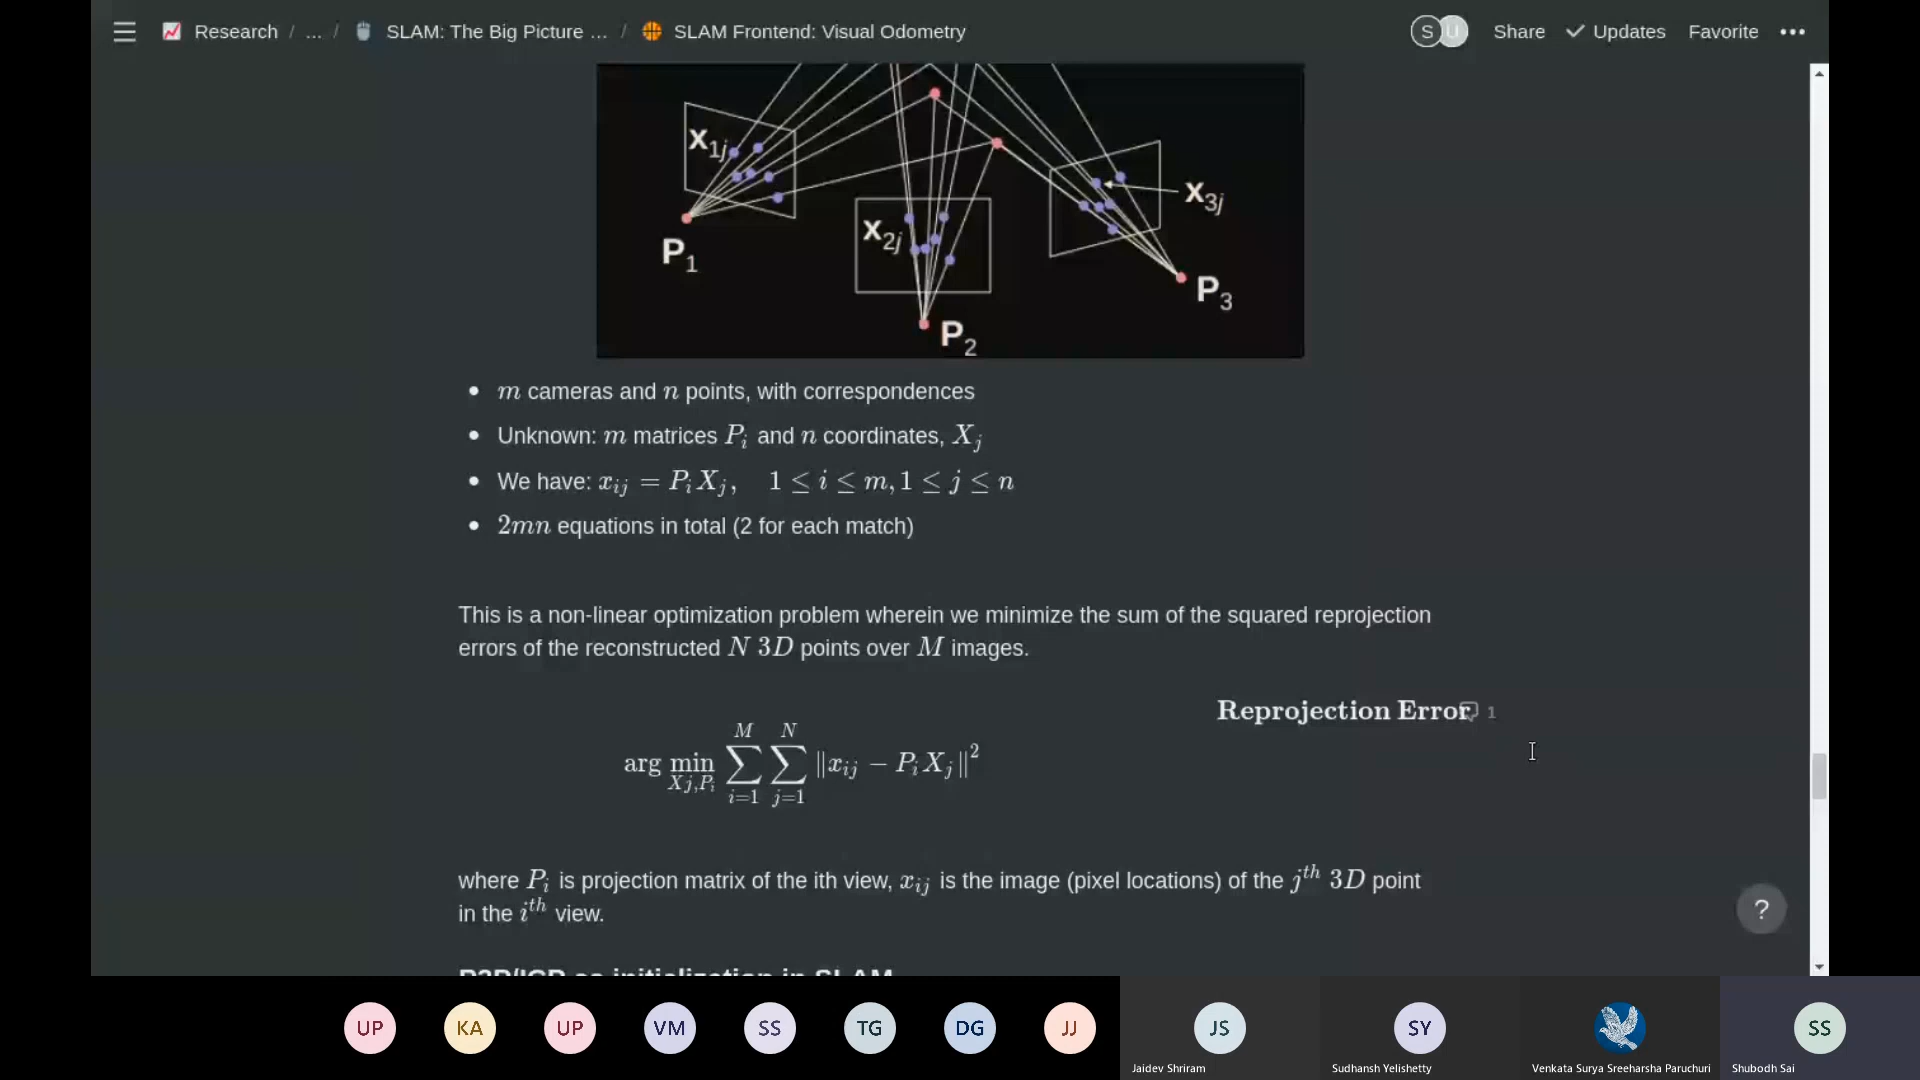 Research / ... / SLAM: The Big Picture ... / SLAM Frontend: Visual Odometry
S U Share Updates Favorite •••
x1j
x2j
x3j
P1
P2
P3
• m cameras and n points, with correspondences
• Unknown: m matrices Pi and n coordinates, Xj
• We have: xij = PiXj, 1 ≤ i ≤ m, 1 ≤ j ≤ n
• 2mn equations in total (2 for each match)
This is a non-linear optimization problem wherein we minimize the sum of the squared reprojection
errors of the reconstructed N 3D points over M images.
Reprojection Error 1
arg min Xj,Pi ∑ i=1 M ∑ j=1 N ‖xij − PiXj‖²
where Pi is projection matrix of the ith view, xij is the image (pixel locations) of the jth 3D point
in the ith view.
?
P3P/ICP as initialization in SLAM
UP KA UP VM SS TG DG JJ JS SY SS
Jaidev Shriram Sudhansh Yelishetty Venkata Surya Sreeharsha Paruchuri Shubodh Sai